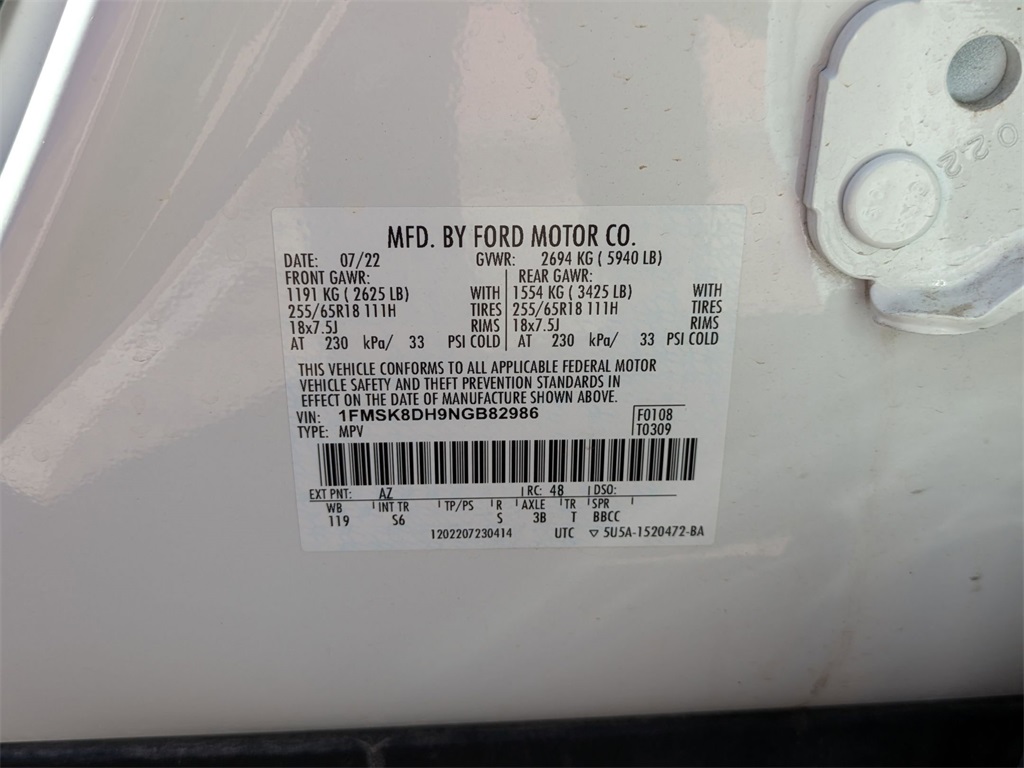 MFD. BY FORD MOTOR CO.
DATE: 07/22 GVWR: 2694 KG ( 5940 LB)
FRONT GAWR: REAR GAWR:
1191 KG ( 2625 LB) WITH 1554 KG ( 3425 LB) WITH
255/65R18 111H TIRES 255/65R18 111H TIRES
18x7.5J RIMS 18x7.5J RIMS
AT 230 kPa/ 33 PSI COLD AT 230 kPa/ 33 PSI COLD
THIS VEHICLE CONFORMS TO ALL APPLICABLE FEDERAL MOTOR
VEHICLE SAFETY AND THEFT PREVENTION STANDARDS IN
EFFECT ON THE DATE OF MANUFACTURE SHOWN ABOVE.
VIN: 1FMSK8DH9NGB82986 F0108
TYPE: MPV T0309
EXT PNT: AZ RC: 48 DSO:
WB INT TR TP/PS R AXLE TR SPR
119 S6 S 3B T BBCC
1202207230414 UTC ▽ 5U5A-1520472-BA
022